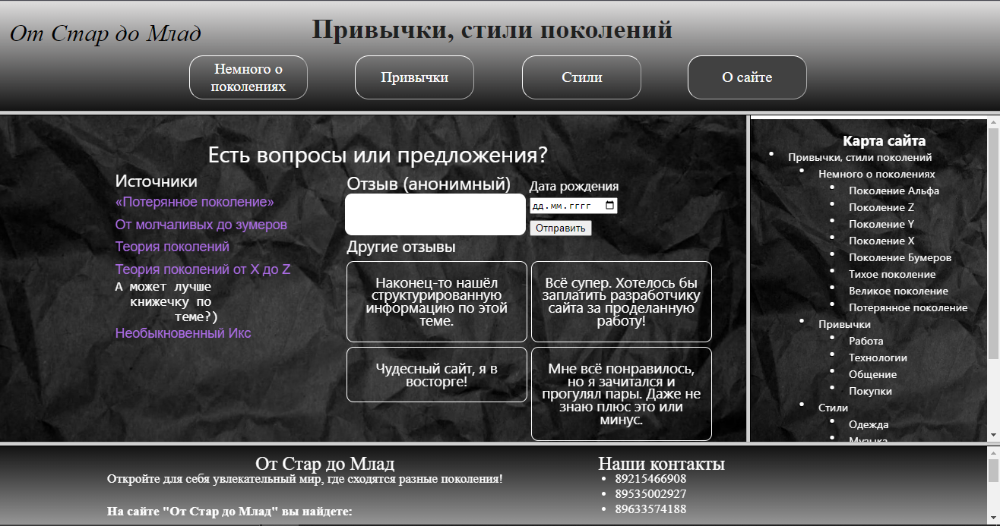 От Стар до Млад
Привычки, стили поколений
Немного о
поколениях
Привычки
Стили
О сайте
Есть вопросы или предложения?
Источники
«Потерянное поколение»
От молчаливых до зумеров
Теория поколений
Теория поколений от X до Z
А может лучше
книжечку по
теме?)
Необыкновенный Икс
Отзыв (анонимный)
Дата рождения
дд.мм.гггг
Отправить
Другие отзывы
Наконец-то нашёл
структурированную
информацию по этой
теме.
Всё супер. Хотелось бы
заплатить разработчику
сайта за проделанную
работу!
Чудесный сайт, я в
восторге!
Мне всё понравилось,
но я зачитался и
прогулял пары. Даже не
знаю плюс это или
минус.
Карта сайта
Привычки, стили поколений
Немного о поколениях
Поколение Альфа
Поколение Z
Поколение Y
Поколение X
Поколение Бумеров
Тихое поколение
Великое поколение
Потерянное поколение
Привычки
Работа
Технологии
Общение
Покупки
Стили
Одежда
Музыка
От Стар до Млад
Откройте для себя увлекательный мир, где сходятся разные поколения!
На сайте "От Стар до Млад" вы найдете:
Наши контакты
89215466908
89535002927
89633574188